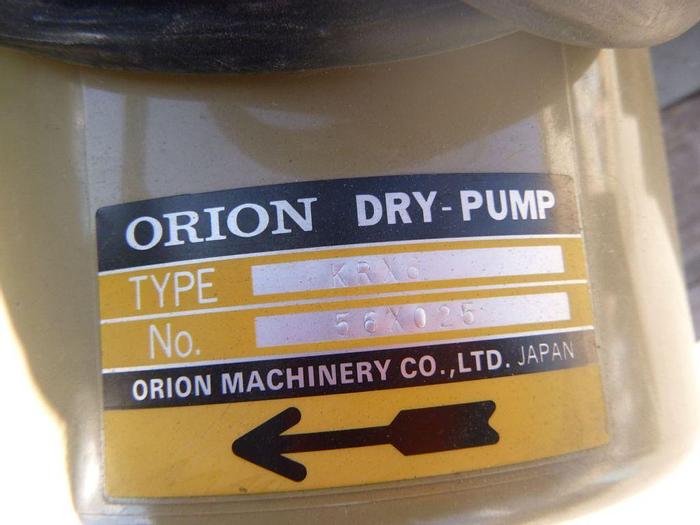 ORION DRY-PUMP
TYPE KRX6
No. 56X025
ORION MACHINERY CO.,LTD. JAPAN